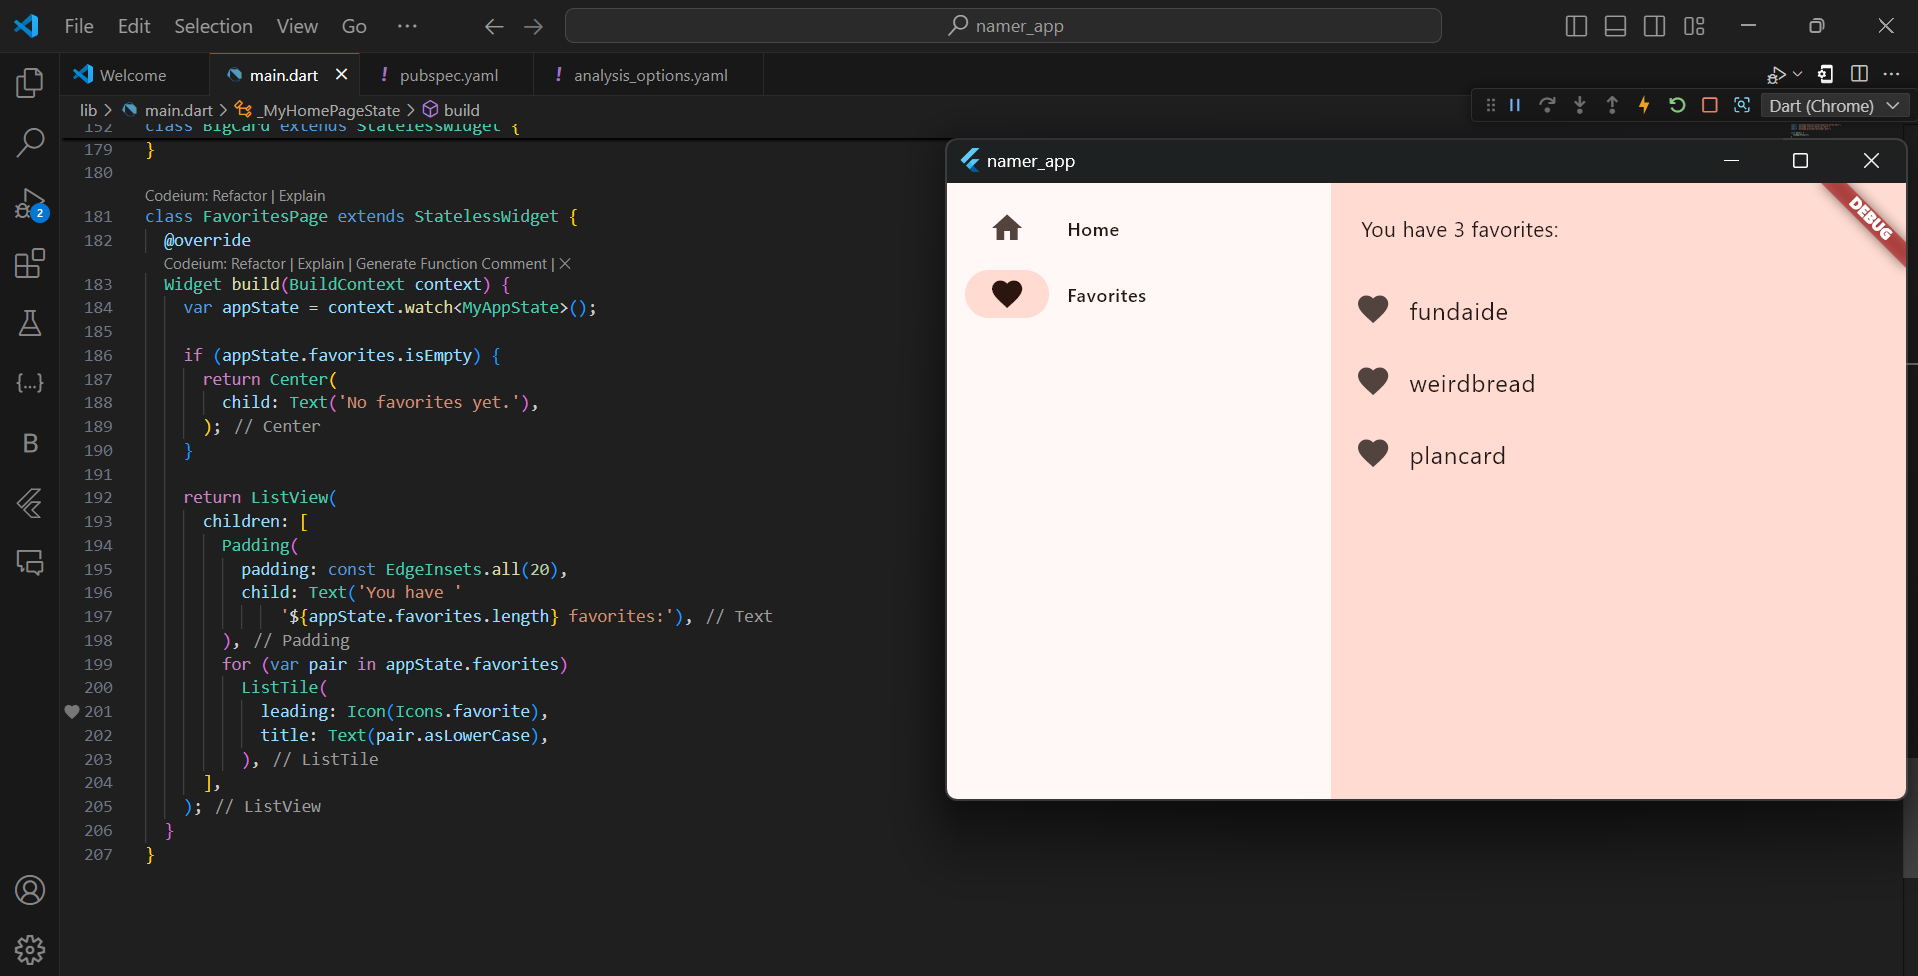 File Edit Selection View Go ··· namer_app
Welcome main.dart pubspec.yaml analysis_options.yaml
lib > main.dart > _MyHomePageState > build
Dart (Chrome)
152 class BigCard extends StatelessWidget {
179 }
180
Codeium: Refactor | Explain
181 class FavoritesPage extends StatelessWidget {
182 @override
Codeium: Refactor | Explain | Generate Function Comment | ×
183 Widget build(BuildContext context) {
184 var appState = context.watch<MyAppState>();
185
186 if (appState.favorites.isEmpty) {
187 return Center(
188 child: Text('No favorites yet.'),
189 ); // Center
190 }
191
192 return ListView(
193 children: [
194 Padding(
195 padding: const EdgeInsets.all(20),
196 child: Text('You have '
197 '${appState.favorites.length} favorites:'), // Text
198 ), // Padding
199 for (var pair in appState.favorites)
200 ListTile(
201 leading: Icon(Icons.favorite),
202 title: Text(pair.asLowerCase),
203 ), // ListTile
204 ],
205 ); // ListView
206 }
207 }
2
B
namer_app
Home
Favorites
You have 3 favorites:
DEBUG
fundaide
weirdbread
plancard